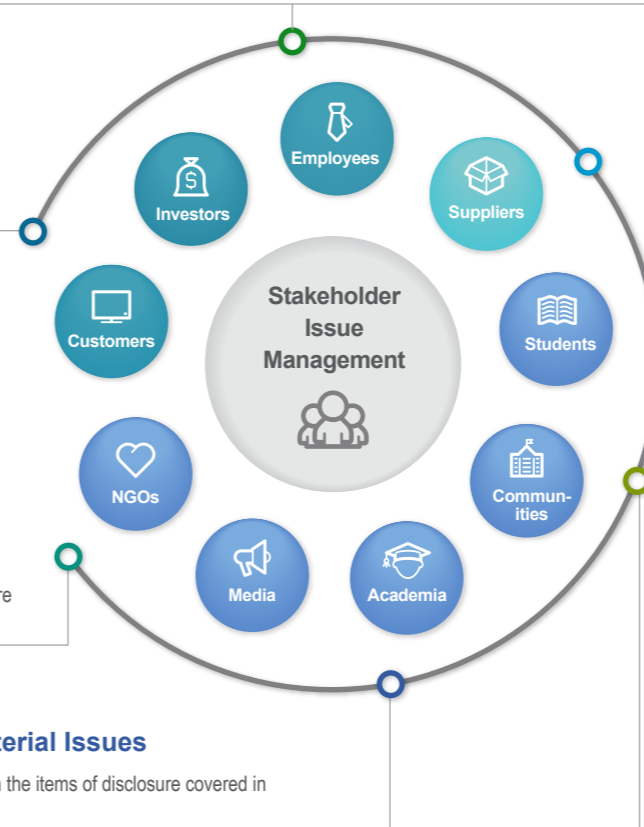 Employees
Investors
$
Suppliers
Stakeholder
Issue
Management
Customers
Students
NGOs
Commun-
ities
Media
Academia
re
terial Issues
the items of disclosure covered in